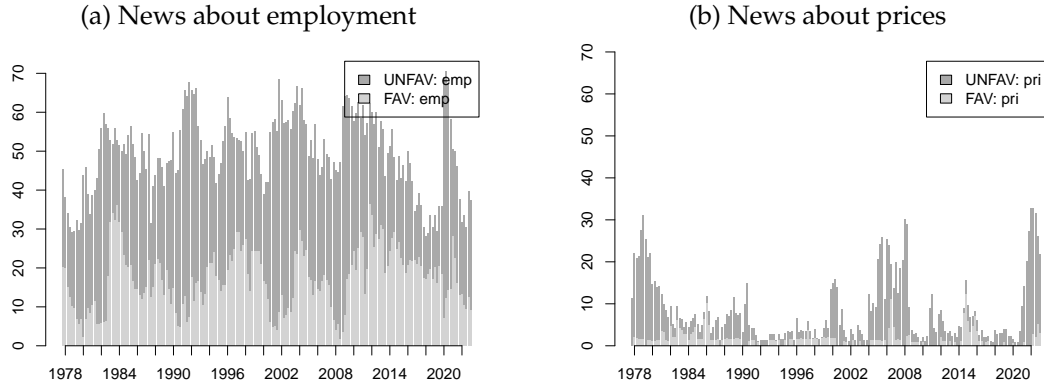 (a) News about employment
70
60
50
40
30
20
10
0
UNFAV: emp
FAV: emp
1978 1984 1990 1996 2002 2008 2014 2020
(b) News about prices
70
60
50
40
30
20
10
0
UNFAV: pri
FAV: pri
1978 1984 1990 1996 2002 2008 2014 2020